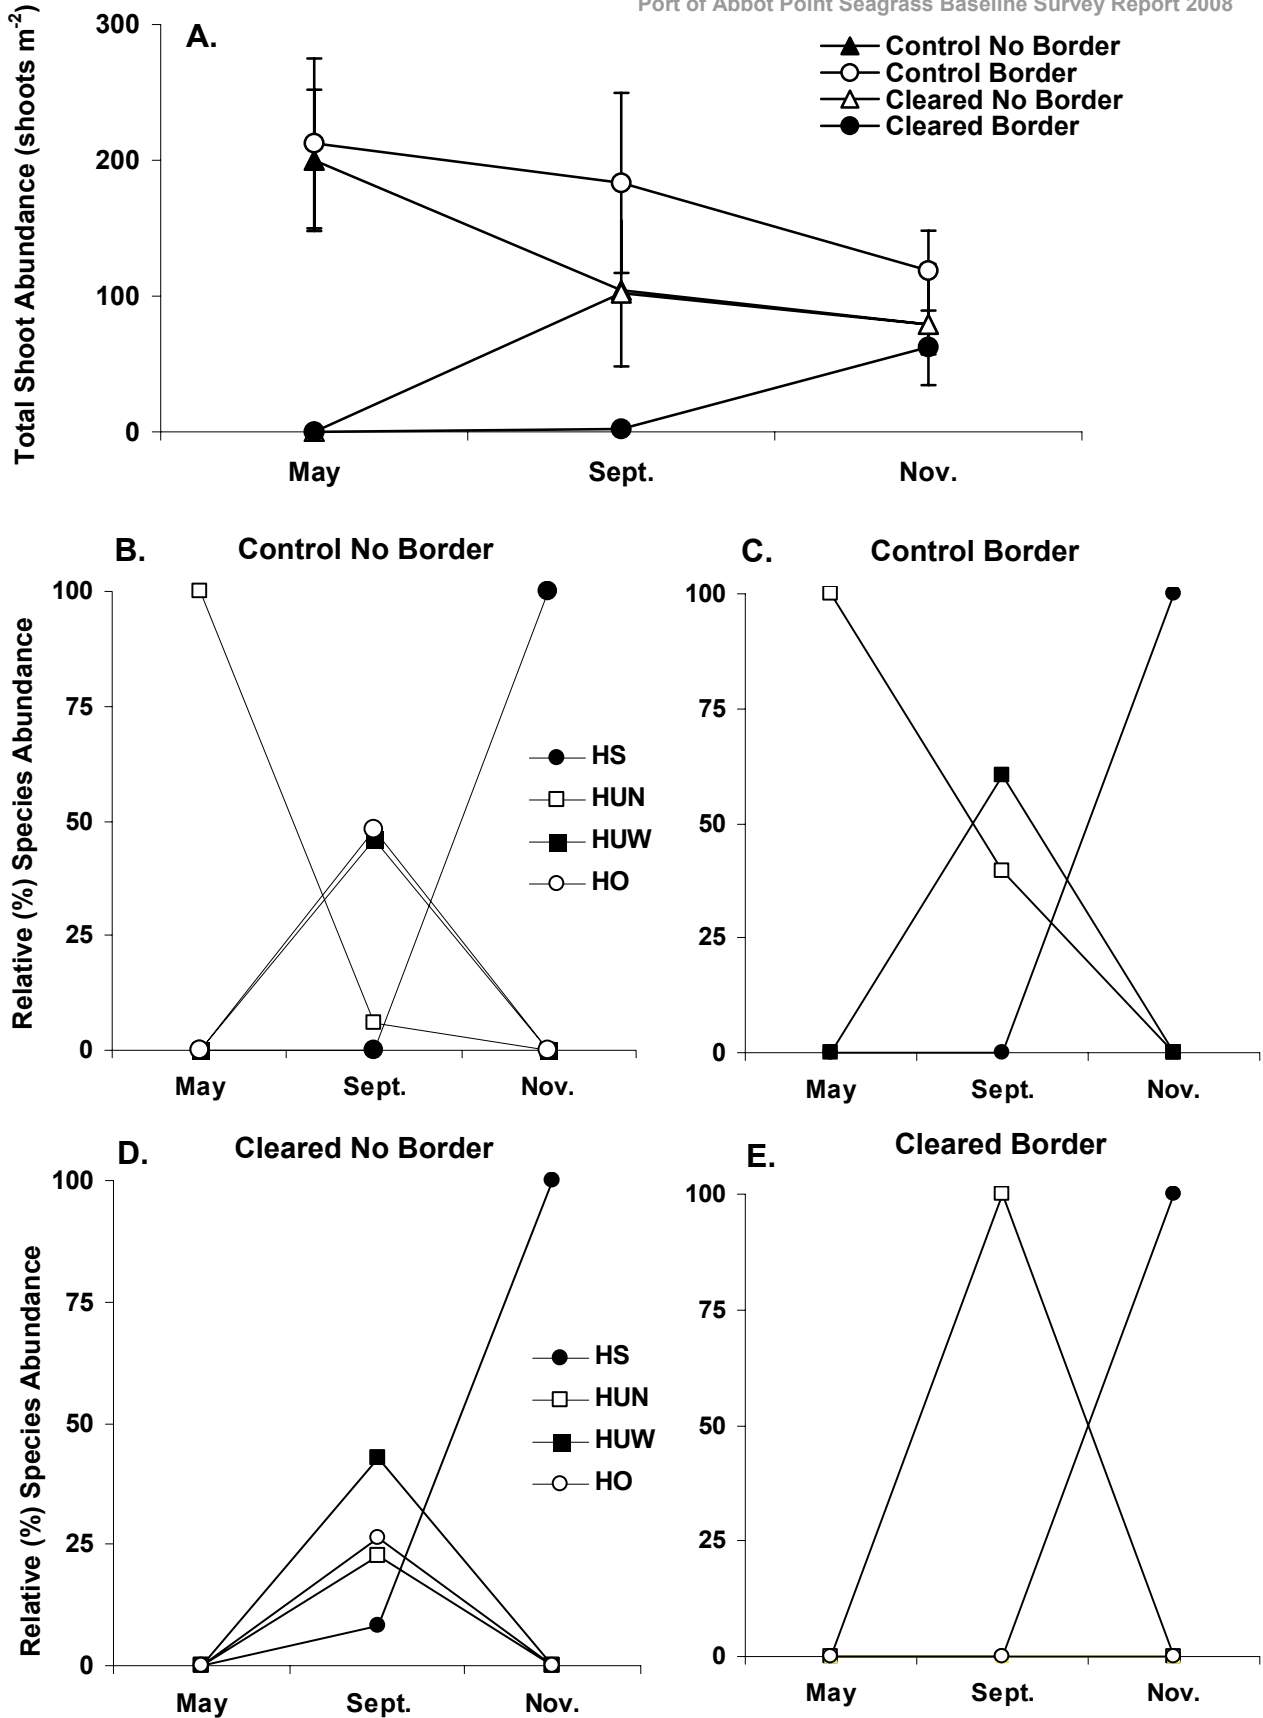 Port of Abbot Point Seagrass Baseline Survey Report 2008
A.
Total Shoot Abundance (shoots m-2)
300
200
100
0
May Sept. Nov.
Control No Border
Control Border
Cleared No Border
Cleared Border
B. Control No Border
Relative (%) Species Abundance
100
75
50
25
0
May Sept. Nov.
HS
HUN
HUW
HO
C. Control Border
100
75
50
25
0
May Sept. Nov.
D. Cleared No Border
Relative (%) Species Abundance
100
75
50
25
0
May Sept. Nov.
HS
HUN
HUW
HO
E. Cleared Border
100
75
50
25
0
May Sept. Nov.